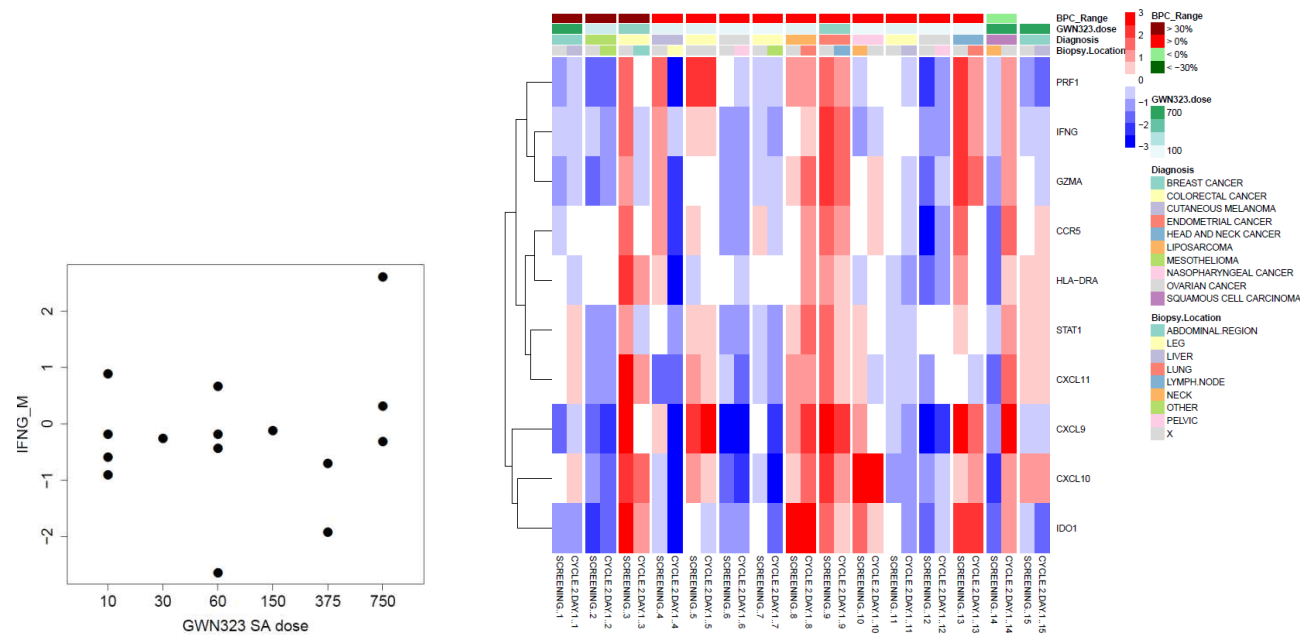 IFNG_M
2
1
0
−1
−2
10
30
60
150
375
750
GWN323 SA dose
BPC_Range
GWN323.dose
Diagnosis
Biopsy.Location
PRF1
IFNG
GZMA
CCR5
HLA-DRA
STAT1
CXCL11
CXCL9
CXCL10
IDO1
SCREENING..1
CYCLE.2.DAY.1..1
SCREENING..2
CYCLE.2.DAY.1..2
SCREENING..3
CYCLE.2.DAY.1..3
SCREENING..4
CYCLE.2.DAY.1..4
SCREENING..5
CYCLE.2.DAY.1..5
SCREENING..6
CYCLE.2.DAY.1..6
SCREENING..7
CYCLE.2.DAY.1..7
SCREENING..8
CYCLE.2.DAY.1..8
SCREENING..9
CYCLE.2.DAY.1..9
SCREENING..10
CYCLE.2.DAY.1..10
SCREENING..11
CYCLE.2.DAY.1..11
SCREENING..12
CYCLE.2.DAY.1..12
SCREENING..13
CYCLE.2.DAY.1..13
SCREENING..14
CYCLE.2.DAY.1..14
SCREENING..15
CYCLE.2.DAY.1..15
3
2
1
0
−1
−2
−3
BPC_Range
> 30%
> 0%
< 0%
< −30%
GWN323.dose
700
100
Diagnosis
BREAST CANCER
COLORECTAL CANCER
CUTANEOUS MELANOMA
ENDOMETRIAL CANCER
HEAD AND NECK CANCER
LIPOSARCOMA
MESOTHELIOMA
NASOPHARYNGEAL CANCER
OVARIAN CANCER
SQUAMOUS CELL CARCINOMA
Biopsy.Location
ABDOMINAL.REGION
LEG
LIVER
LUNG
LYMPH.NODE
NECK
OTHER
PELVIC
X